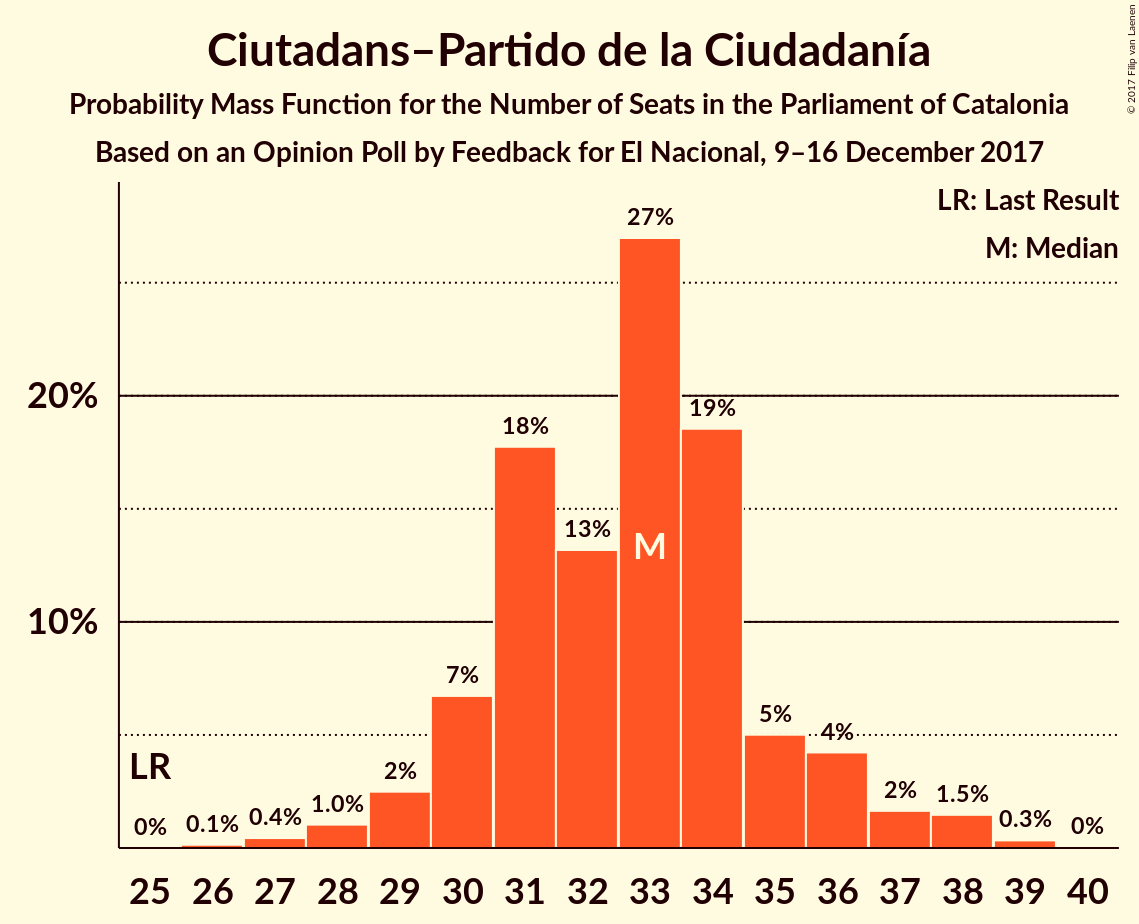 Ciutadans–Partido de la Ciudadanía
Probability Mass Function for the Number of Seats in the Parliament of Catalonia
Based on an Opinion Poll by Feedback for El Nacional, 9–16 December 2017
© 2017 Filip van Laenen
LR: Last Result
M: Median
20%
10%
LR
0%
0.1%
0.4%
1.0%
2%
7%
18%
13%
27%
M
19%
5%
4%
2%
1.5%
0.3%
0%
25 26 27 28 29 30 31 32 33 34 35 36 37 38 39 40